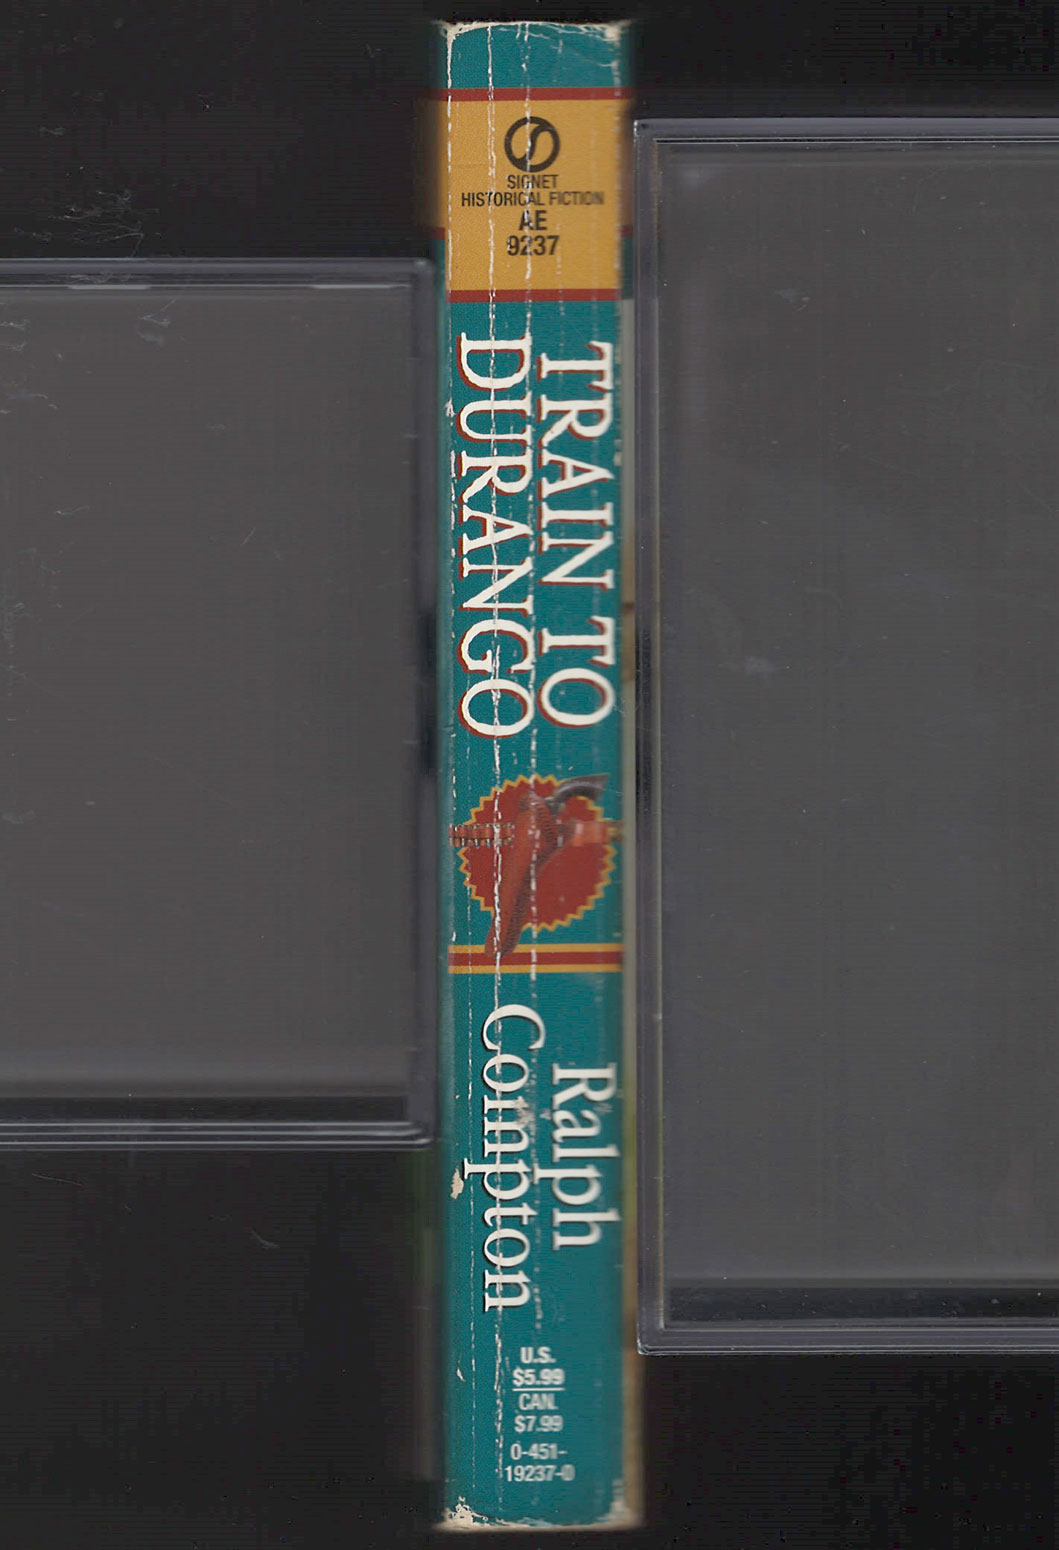 SIGNET
HISTORICAL FICTION
AE
9237
TRAIN TO
DURANGO
Ralph
Compton
U.S.
$5.99
CAN.
$7.99
0-451-
19237-0